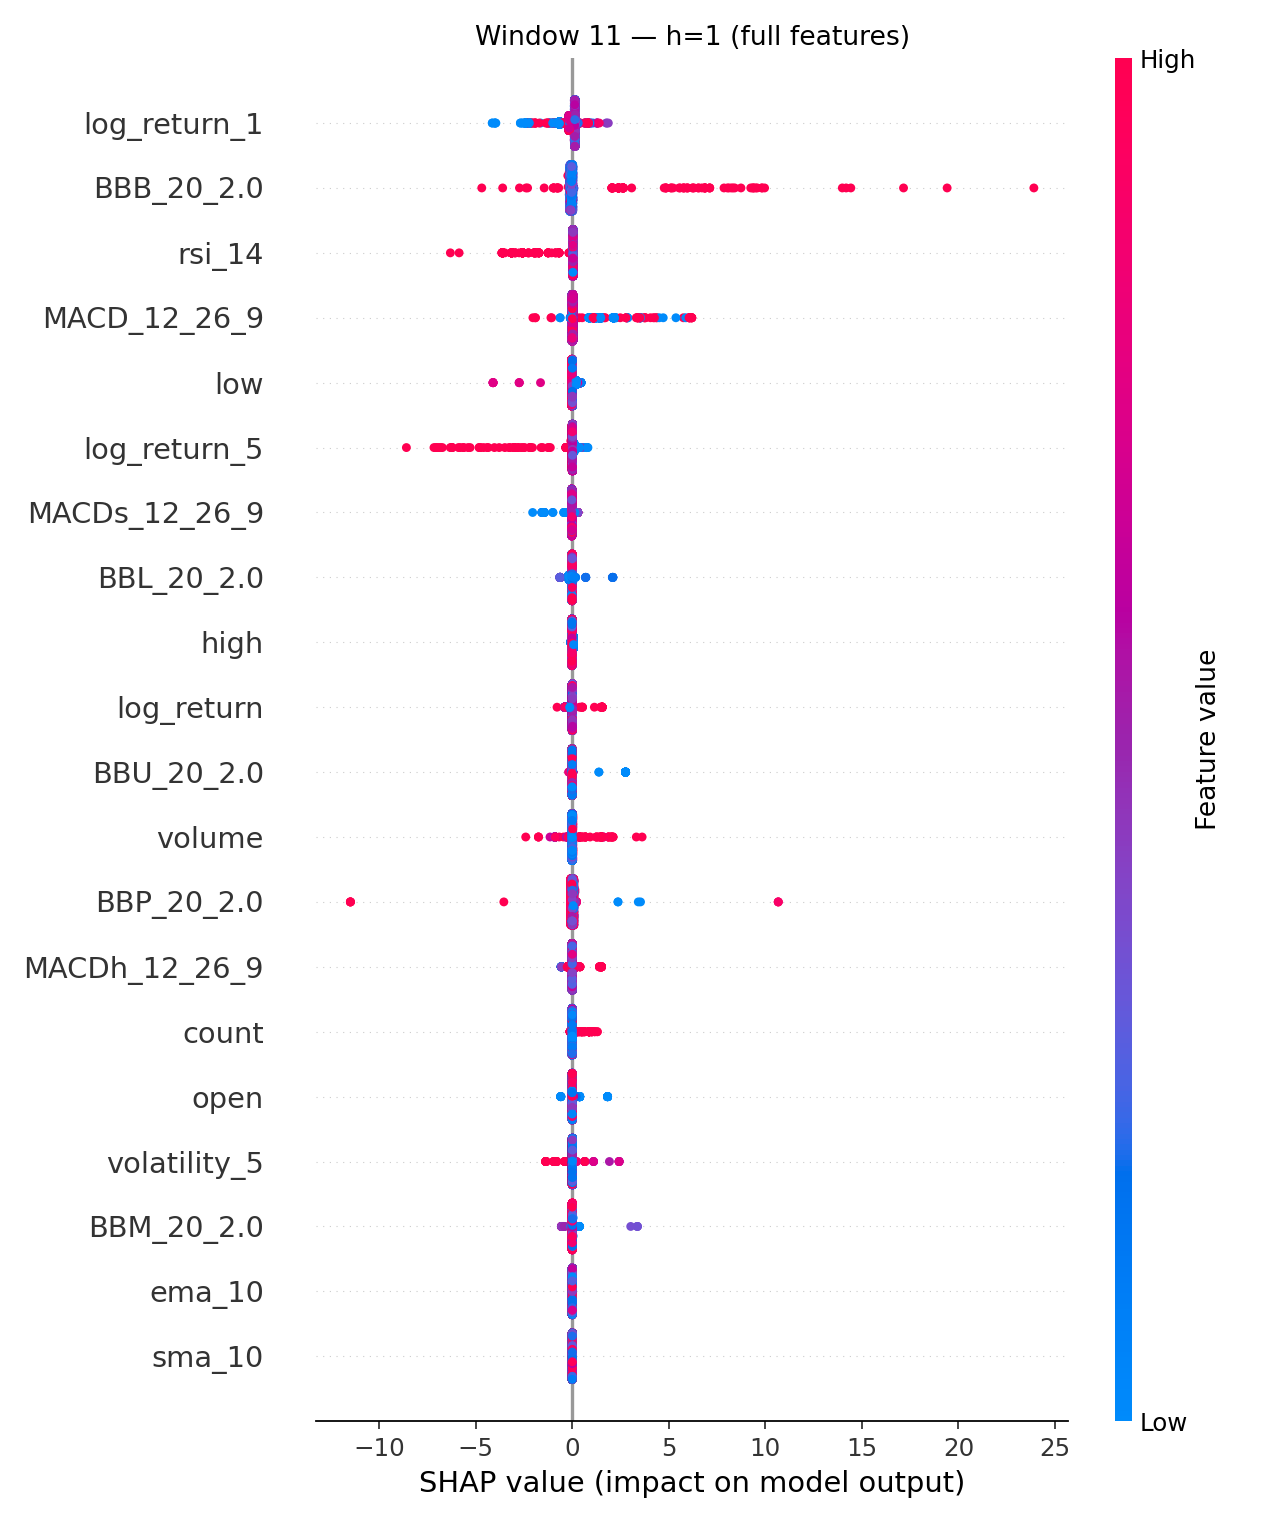 Window 11 — h=1 (full features)
High
log_return_1
BBB_20_2.0
rsi_14
MACD_12_26_9
low
log_return_5
MACDs_12_26_9
BBL_20_2.0
high
log_return
BBU_20_2.0
volume
BBP_20_2.0
MACDh_12_26_9
count
open
volatility_5
BBM_20_2.0
ema_10
sma_10
Feature value
Low
−10 −5 0 5 10 15 20 25
SHAP value (impact on model output)